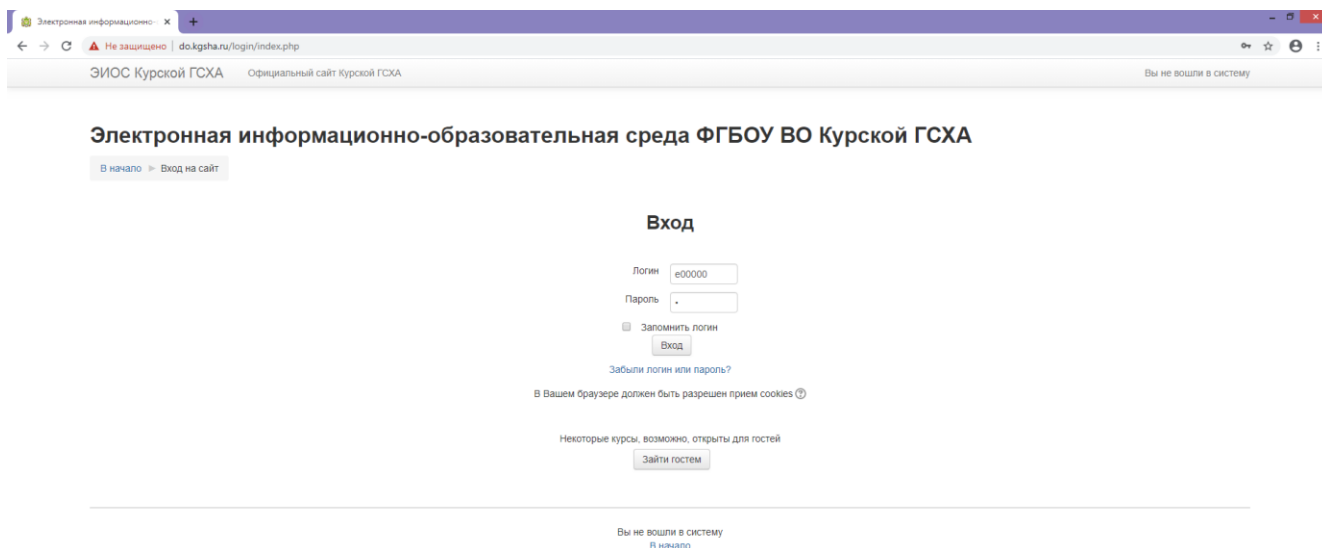 Электронная информационно-
Не защищено | do.kgsha.ru/login/index.php
ЭИОС Курской ГСХА Официальный сайт Курской ГСХА Вы не вошли в систему
Электронная информационно-образовательная среда ФГБОУ ВО Курской ГСХА
В начало ► Вход на сайт
Вход
Логин e00000
Пароль •
Запомнить логин
Вход
Забыли логин или пароль?
В Вашем браузере должен быть разрешен прием cookies ?
Некоторые курсы, возможно, открыты для гостей
Зайти гостем
Вы не вошли в систему
В начало